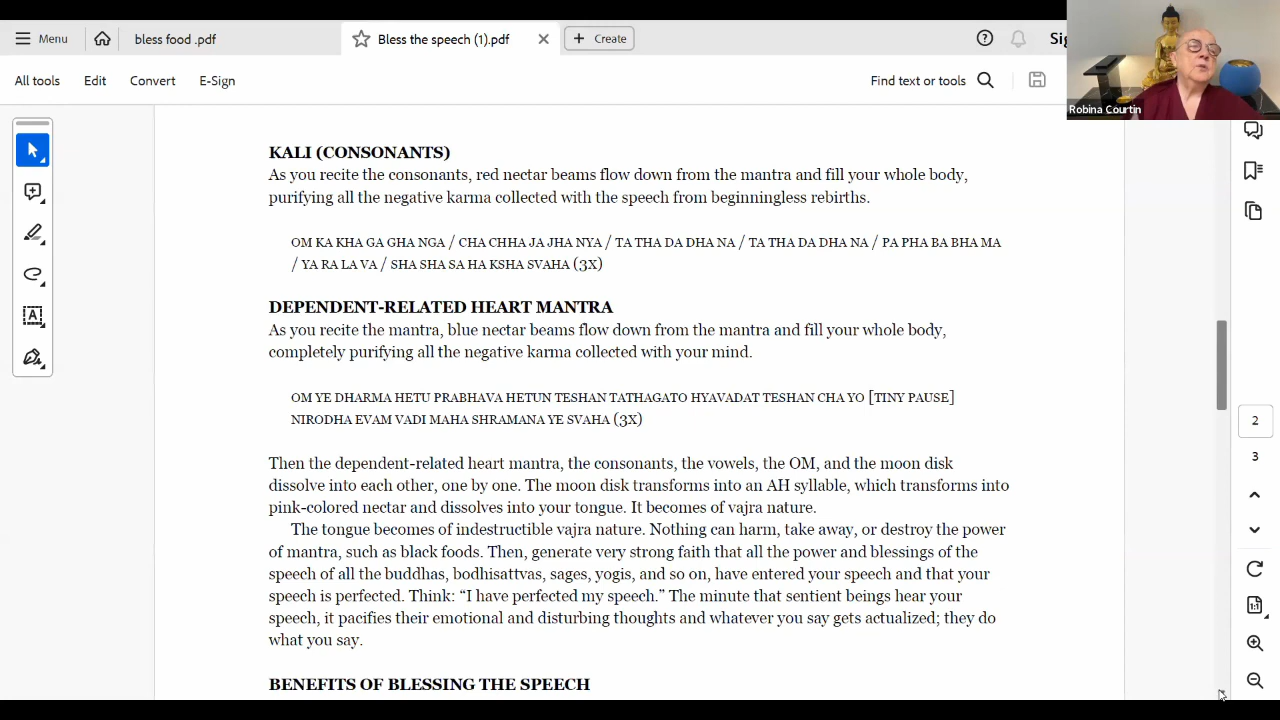 Menu
bless food .pdf
Bless the speech (1).pdf
Create
All tools
Edit
Convert
E-Sign
Find text or tools
Robina Courtin
KALI (CONSONANTS)
As you recite the consonants, red nectar beams flow down from the mantra and fill your whole body,
purifying all the negative karma collected with the speech from beginningless rebirths.
OM KA KHA GA GHA NGA / CHA CHHA JA JHA NYA / TA THA DA DHA NA / TA THA DA DHA NA / PA PHA BA BHA MA
/ YA RA LA VA / SHA SHA SA HA KSHA SVAHA (3X)
DEPENDENT-RELATED HEART MANTRA
As you recite the mantra, blue nectar beams flow down from the mantra and fill your whole body,
completely purifying all the negative karma collected with your mind.
OM YE DHARMA HETU PRABHAVA HETUN TESHAN TATHAGATO HYAVADAT TESHAN CHA YO [TINY PAUSE]
NIRODHA EVAM VADI MAHA SHRAMANA YE SVAHA (3X)
Then the dependent-related heart mantra, the consonants, the vowels, the OM, and the moon disk
dissolve into each other, one by one. The moon disk transforms into an AH syllable, which transforms into
pink-colored nectar and dissolves into your tongue. It becomes of vajra nature.
The tongue becomes of indestructible vajra nature. Nothing can harm, take away, or destroy the power
of mantra, such as black foods. Then, generate very strong faith that all the power and blessings of the
speech of all the buddhas, bodhisattvas, sages, yogis, and so on, have entered your speech and that your
speech is perfected. Think: “I have perfected my speech.” The minute that sentient beings hear your
speech, it pacifies their emotional and disturbing thoughts and whatever you say gets actualized; they do
what you say.
BENEFITS OF BLESSING THE SPEECH
2
3
1:1